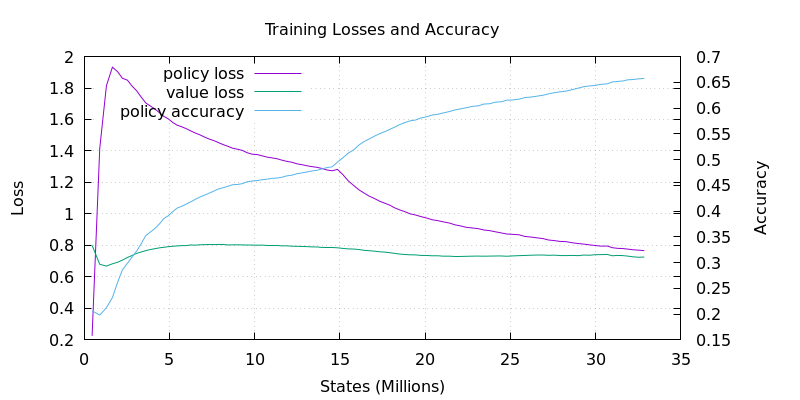 Training Losses and Accuracy
policy loss
value loss
policy accuracy
Loss
2
1.8
1.6
1.4
1.2
1
0.8
0.6
0.4
0.2
0.7
0.65
0.6
0.55
0.5
0.45
0.4
0.35
0.3
0.25
0.2
0.15
Accuracy
0 5 10 15 20 25 30 35
States (Millions)